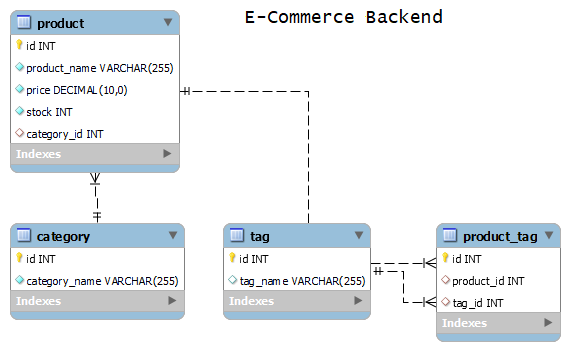 E-Commerce Backend
product
id INT
product_name VARCHAR(255)
price DECIMAL(10,0)
stock INT
category_id INT
Indexes
category
id INT
category_name VARCHAR(255)
Indexes
tag
id INT
tag_name VARCHAR(255)
Indexes
product_tag
id INT
product_id INT
tag_id INT
Indexes